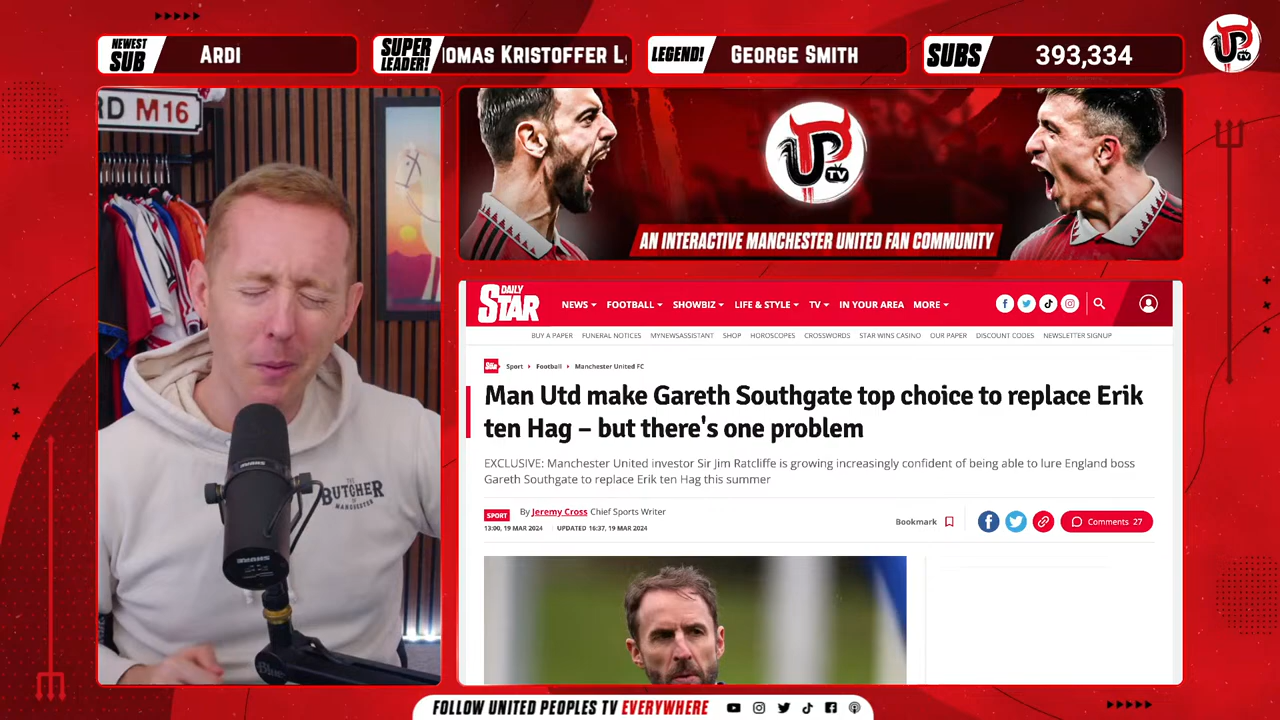 NEWEST SUB
ARDI
SUPER LEADER!
KRISTOFFER
LEGEND!
GEORGE SMITH
SUBS
393,334
UP TV
RD M16
UP TV
AN INTERACTIVE MANCHESTER UNITED FAN COMMUNITY
DAILY STAR
NEWS FOOTBALL SHOWBIZ LIFE & STYLE TV IN YOUR AREA MORE
BUY A PAPER FUNERAL NOTICES MYNEWSASSISTANT SHOP HOROSCOPES CROSSWORDS STAR WINS CASINO OUR PAPER DISCOUNT CODES NEWSLETTER SIGNUP
Sport Football Manchester United FC
Man Utd make Gareth Southgate top choice to replace Erik
ten Hag – but there's one problem
EXCLUSIVE: Manchester United investor Sir Jim Ratcliffe is growing increasingly confident of being able to lure England boss
Gareth Southgate to replace Erik ten Hag this summer
SPORT
By Jeremy Cross Chief Sports Writer
13:00, 19 MAR 2024 UPDATED 16:37, 19 MAR 2024
Bookmark
Comments 27
THE
BUTCHER
OF
MANCHESTER
SHURE
FOLLOW UNITED PEOPLES TV EVERYWHERE